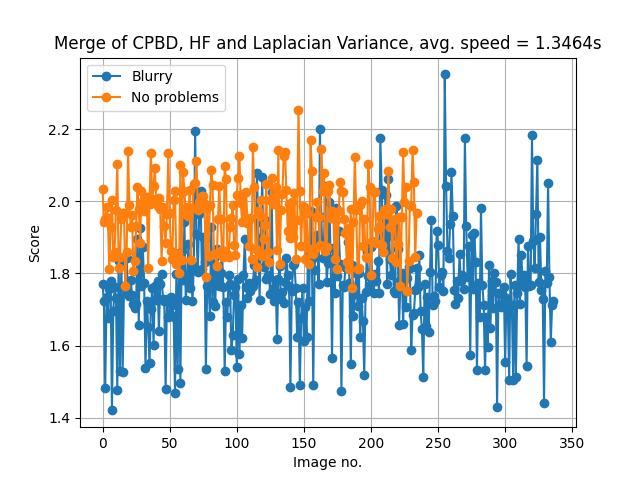 Merge of CPBD, HF and Laplacian Variance, avg. speed = 1.3464s
Blurry
No problems
Score
2.2
2.0
1.8
1.6
1.4
0 50 100 150 200 250 300 350
Image no.